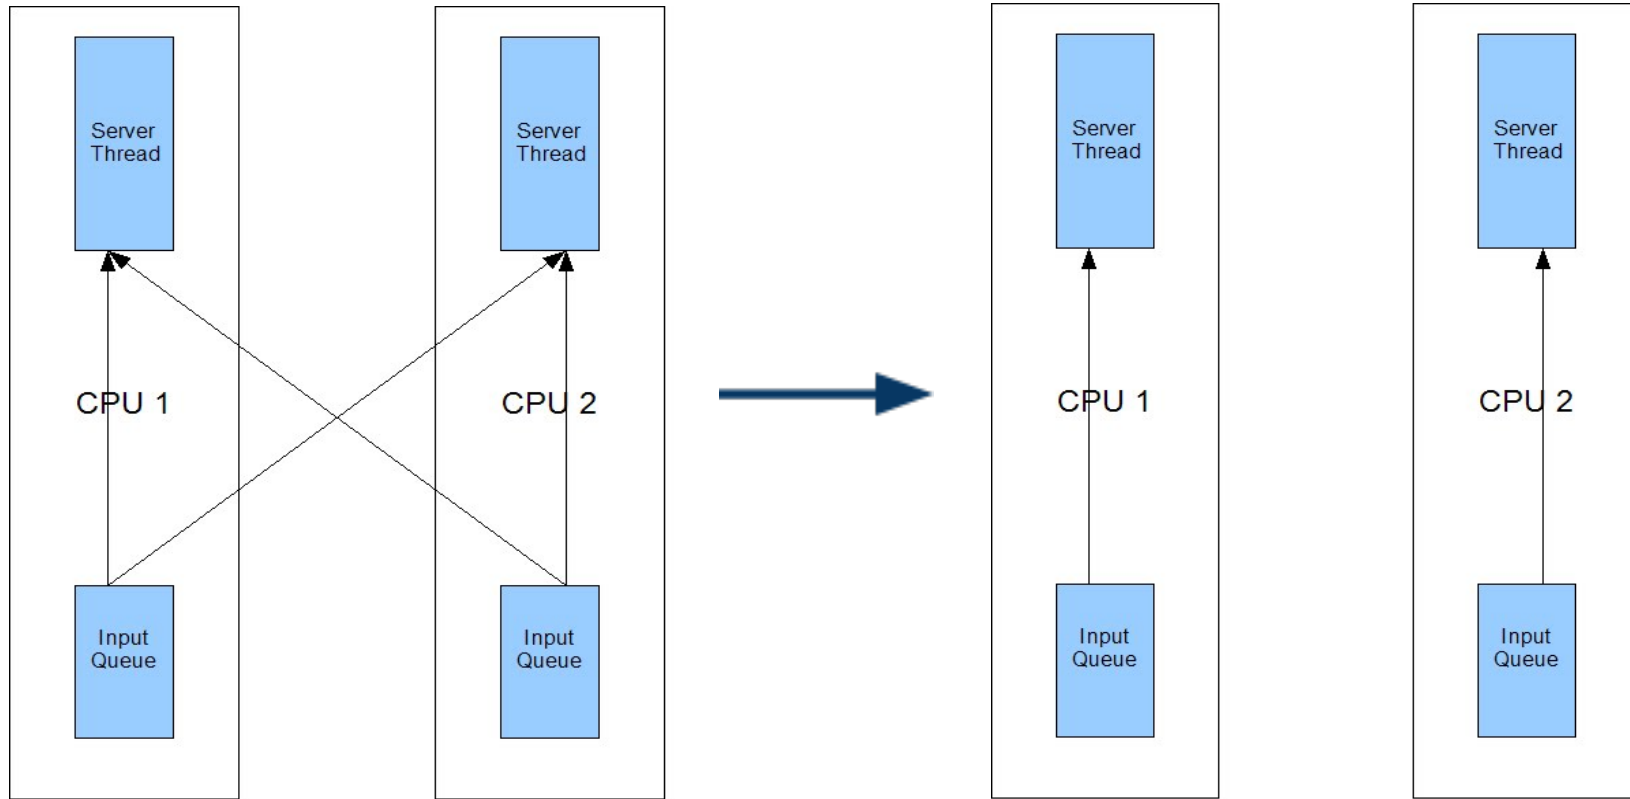 Server
Thread
Server
Thread
Server
Thread
Server
Thread
CPU 1
CPU 2
CPU 1
CPU 2
Input
Queue
Input
Queue
Input
Queue
Input
Queue